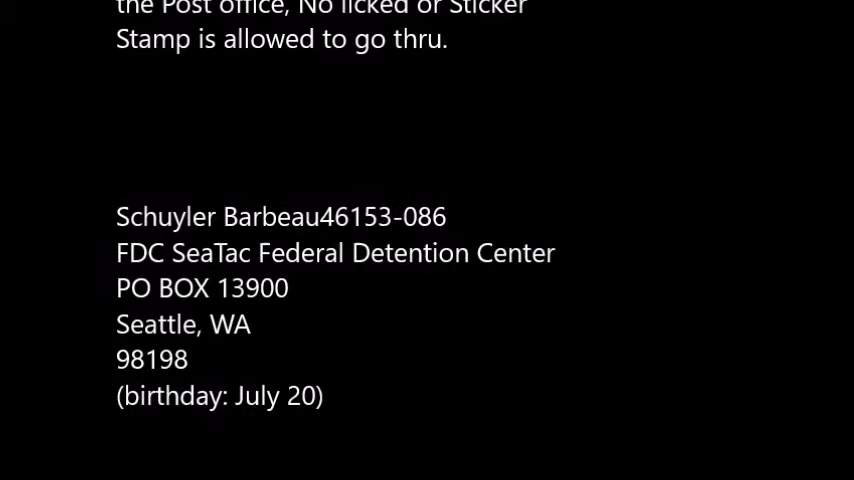 the Post office, No licked or Sticker
Stamp is allowed to go thru.
Schuyler Barbeau46153-086
FDC SeaTac Federal Detention Center
PO BOX 13900
Seattle, WA
98198
(birthday: July 20)